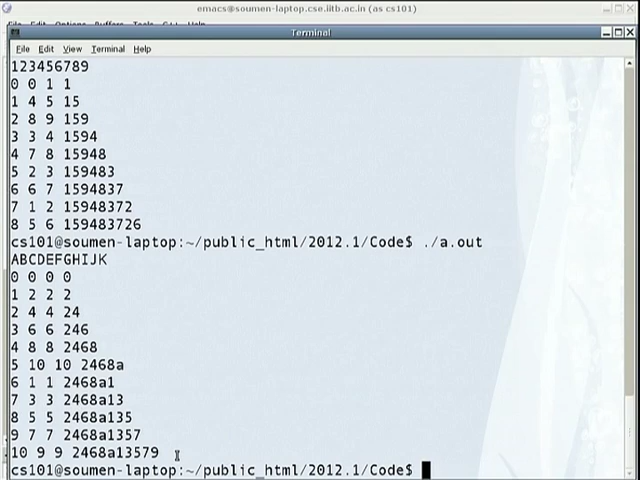 emacs@soumen-laptop.cse.iitb.ac.in (as cs101)
Terminal
File Edit View Terminal Help
123456789
0 0 1 1
1 4 5 15
2 8 9 159
3 3 4 1594
4 7 8 15948
5 2 3 159483
6 6 7 1594837
7 1 2 15948372
8 5 6 159483726
cs101@soumen-laptop:~/public_html/2012.1/Code$ ./a.out
ABCDEFGHIJK
0 0 0 0
1 2 2 2
2 4 4 24
3 6 6 246
4 8 8 2468
5 10 10 2468a
6 1 1 2468a1
7 3 3 2468a13
8 5 5 2468a135
9 7 7 2468a1357
10 9 9 2468a13579
cs101@soumen-laptop:~/public_html/2012.1/Code$